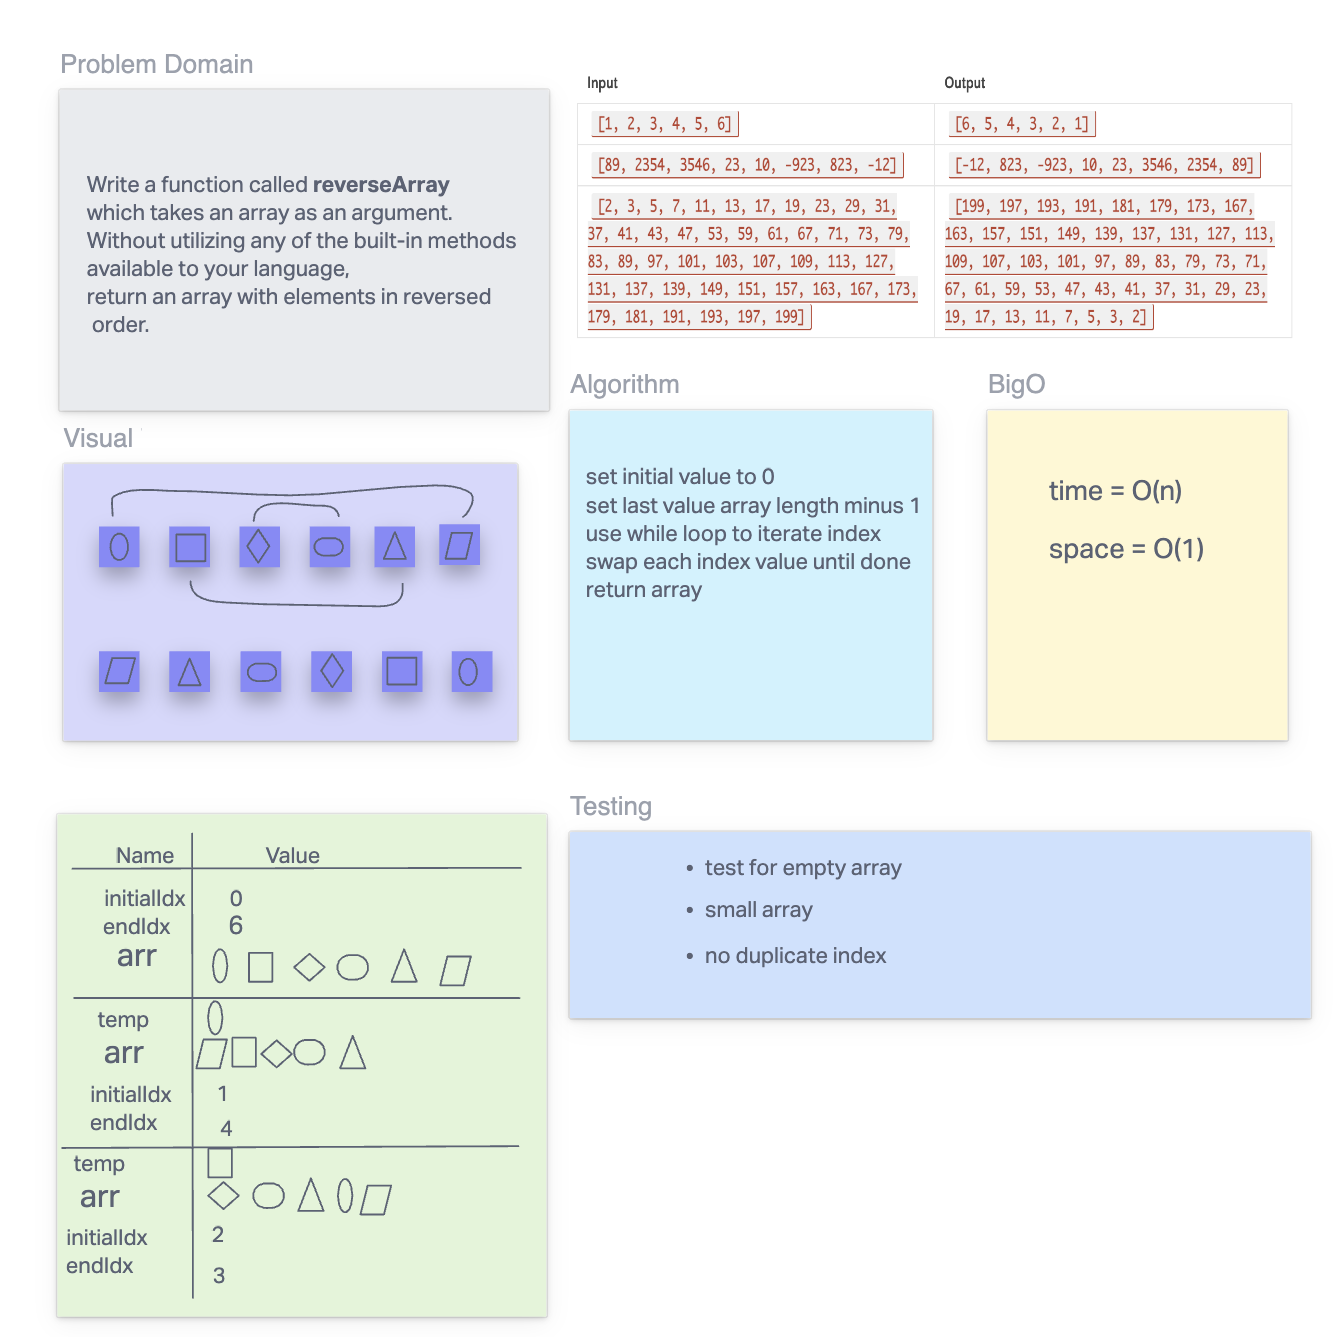 Problem Domain
Write a function called reverseArray
which takes an array as an argument.
Without utilizing any of the built-in methods
available to your language,
return an array with elements in reversed
order.
Input
Output
[1, 2, 3, 4, 5, 6]
[6, 5, 4, 3, 2, 1]
[89, 2354, 3546, 23, 10, -923, 823, -12]
[-12, 823, -923, 10, 23, 3546, 2354, 89]
[2, 3, 5, 7, 11, 13, 17, 19, 23, 29, 31,
37, 41, 43, 47, 53, 59, 61, 67, 71, 73, 79,
83, 89, 97, 101, 103, 107, 109, 113, 127,
131, 137, 139, 149, 151, 157, 163, 167, 173,
179, 181, 191, 193, 197, 199]
[199, 197, 193, 191, 181, 179, 173, 167,
163, 157, 151, 149, 139, 137, 131, 127, 113,
109, 107, 103, 101, 97, 89, 83, 79, 73, 71,
67, 61, 59, 53, 47, 43, 41, 37, 31, 29, 23,
19, 17, 13, 11, 7, 5, 3, 2]
Visual
Algorithm
set initial value to 0
set last value array length minus 1
use while loop to iterate index
swap each index value until done
return array
BigO
time = O(n)
space = O(1)
Name Value
initialIdx 0
endIdx 6
arr
temp
arr
initialIdx 1
endIdx 4
temp
arr
initialIdx 2
endIdx 3
Testing
• test for empty array
• small array
• no duplicate index